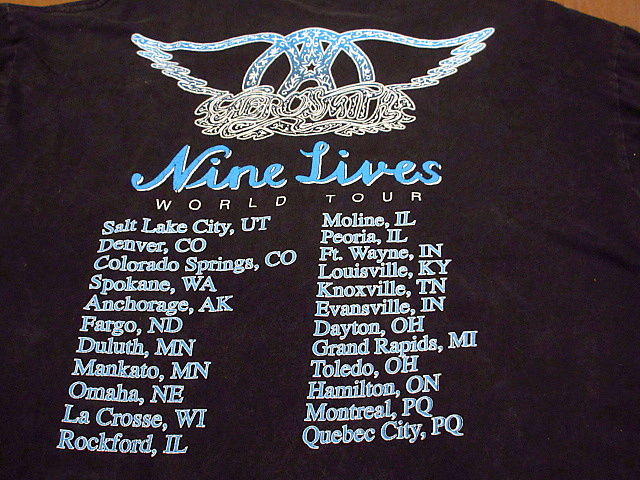 AEROSMITH
Nine Lives
WORLD TOUR
Salt Lake City, UT
Denver, CO
Colorado Springs, CO
Spokane, WA
Anchorage, AK
Fargo, ND
Duluth, MN
Mankato, MN
Omaha, NE
La Crosse, WI
Rockford, IL
Moline, IL
Peoria, IL
Ft. Wayne, IN
Louisville, KY
Knoxville, TN
Evansville, IN
Dayton, OH
Grand Rapids, MI
Toledo, OH
Hamilton, ON
Montreal, PQ
Quebec City, PQ